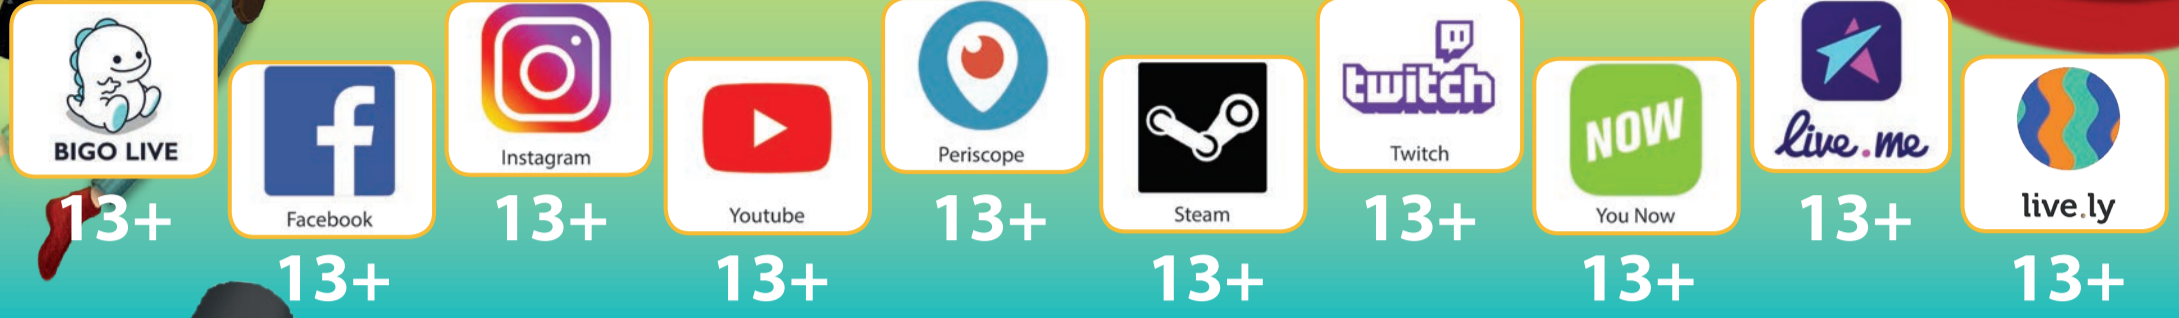 BIGO LIVE
13+
Facebook
13+
Instagram
13+
Youtube
13+
Periscope
13+
Steam
13+
twitch
Twitch
13+
NOW
You Now
13+
live.me
13+
live.ly
13+